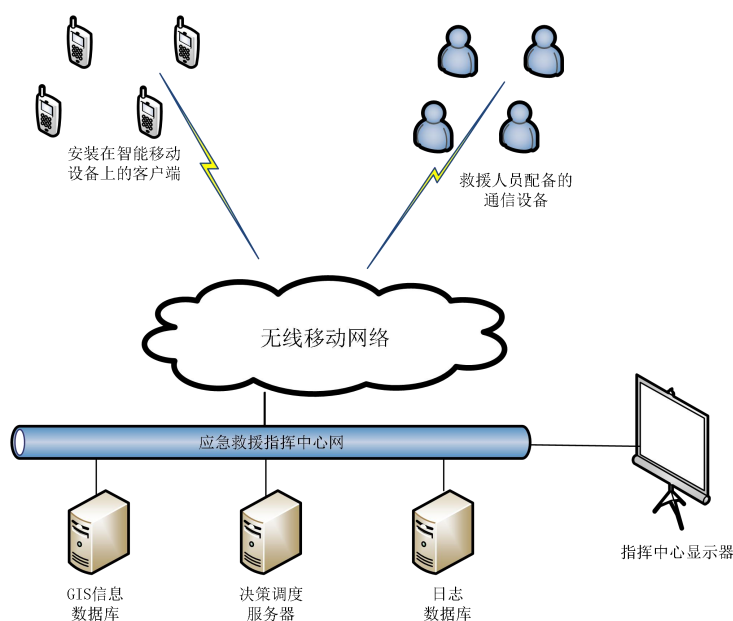 安装在智能移动
设备上的客户端
救援人员配备的
通信设备
无线移动网络
应急救援指挥中心网
指挥中心显示器
GIS信息
数据库
决策调度
服务器
日志
数据库